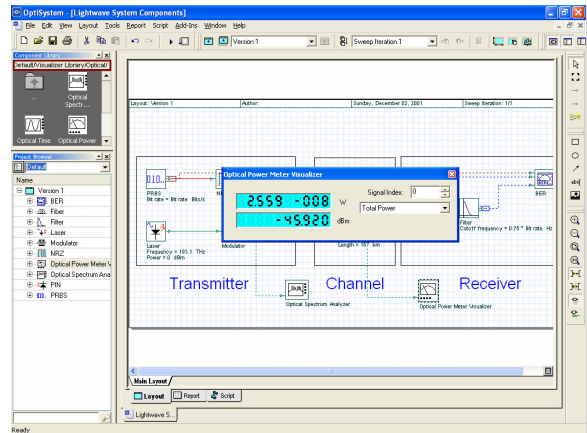 OptiSystem - [Lightwave System Components]
File Edit View Layout Tools Report Script Add-Ins Window Help
Version 1
Sweep Iteration 0
Component Library
Default/Visualizer Library/Optical/
..
Optical Spectr...
Optical Time
Optical Power
Project Browser
Default
Name
Version 1
BER
Fiber
Filter
Laser
Modulator
NRZ
Optical Power Meter V
Optical Spectrum Ana
PIN
PRBS
Layout: Version 1
Author:
Sunday, December 02, 2001
Sweep Iteration: 1/1
PRBS
Bit rate = Bit rate Bits/s
Laser
Frequency = 193.1 THz
Power = 0 dBm
Modulator
Optical Power Meter Visualizer
2.559 -008 W
-45.920 dBm
Signal Index: 0
Total Power
BER
Filter
Cutoff frequency = 0.75 * Bit rate Hz
Transmitter
Channel
Receiver
Optical Spectrum Analyzer
Optical Power Meter Visualizer
Main Layout
Layout
Report
Script
Lightwave S...
Ready